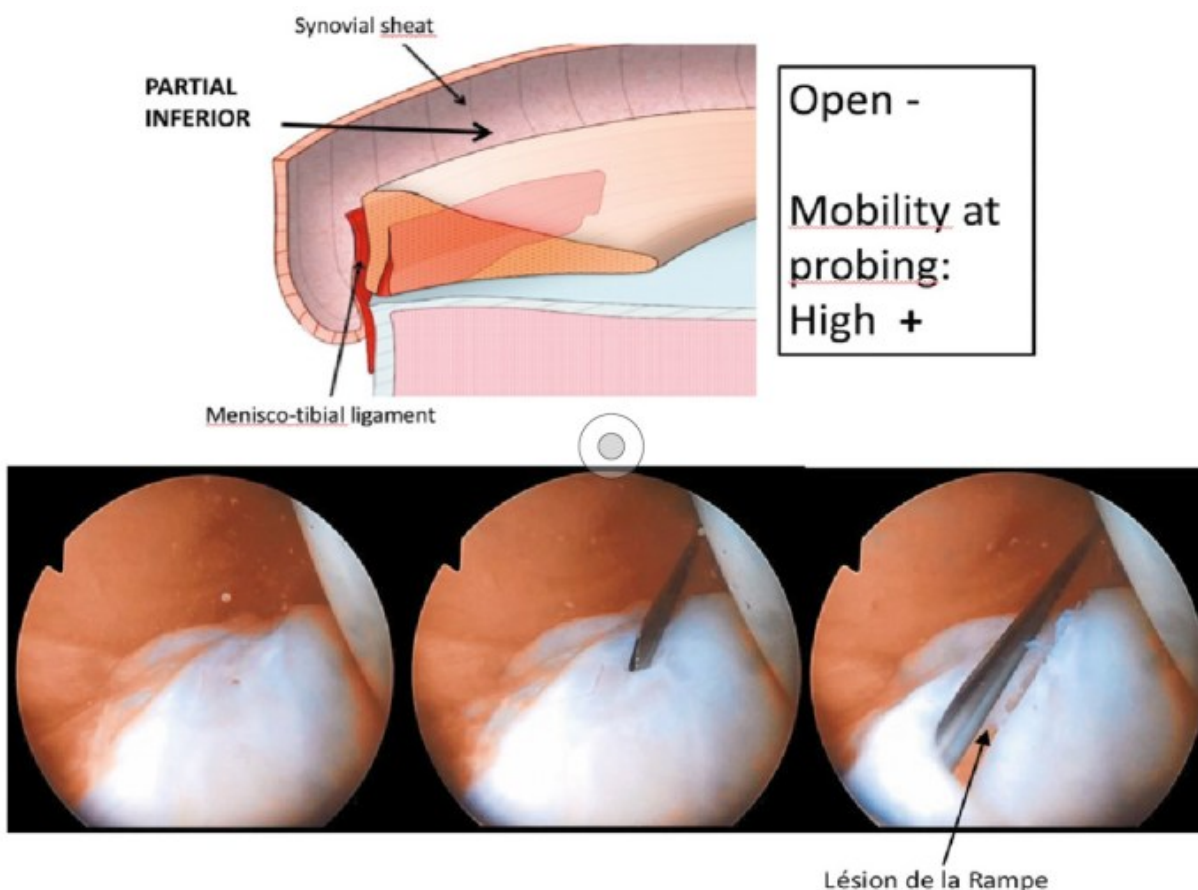 Synovial sheat
PARTIAL
INFERIOR
Open -
Mobility at
probing:
High +
Menisco-tibial ligament
Lésion de la Rampe